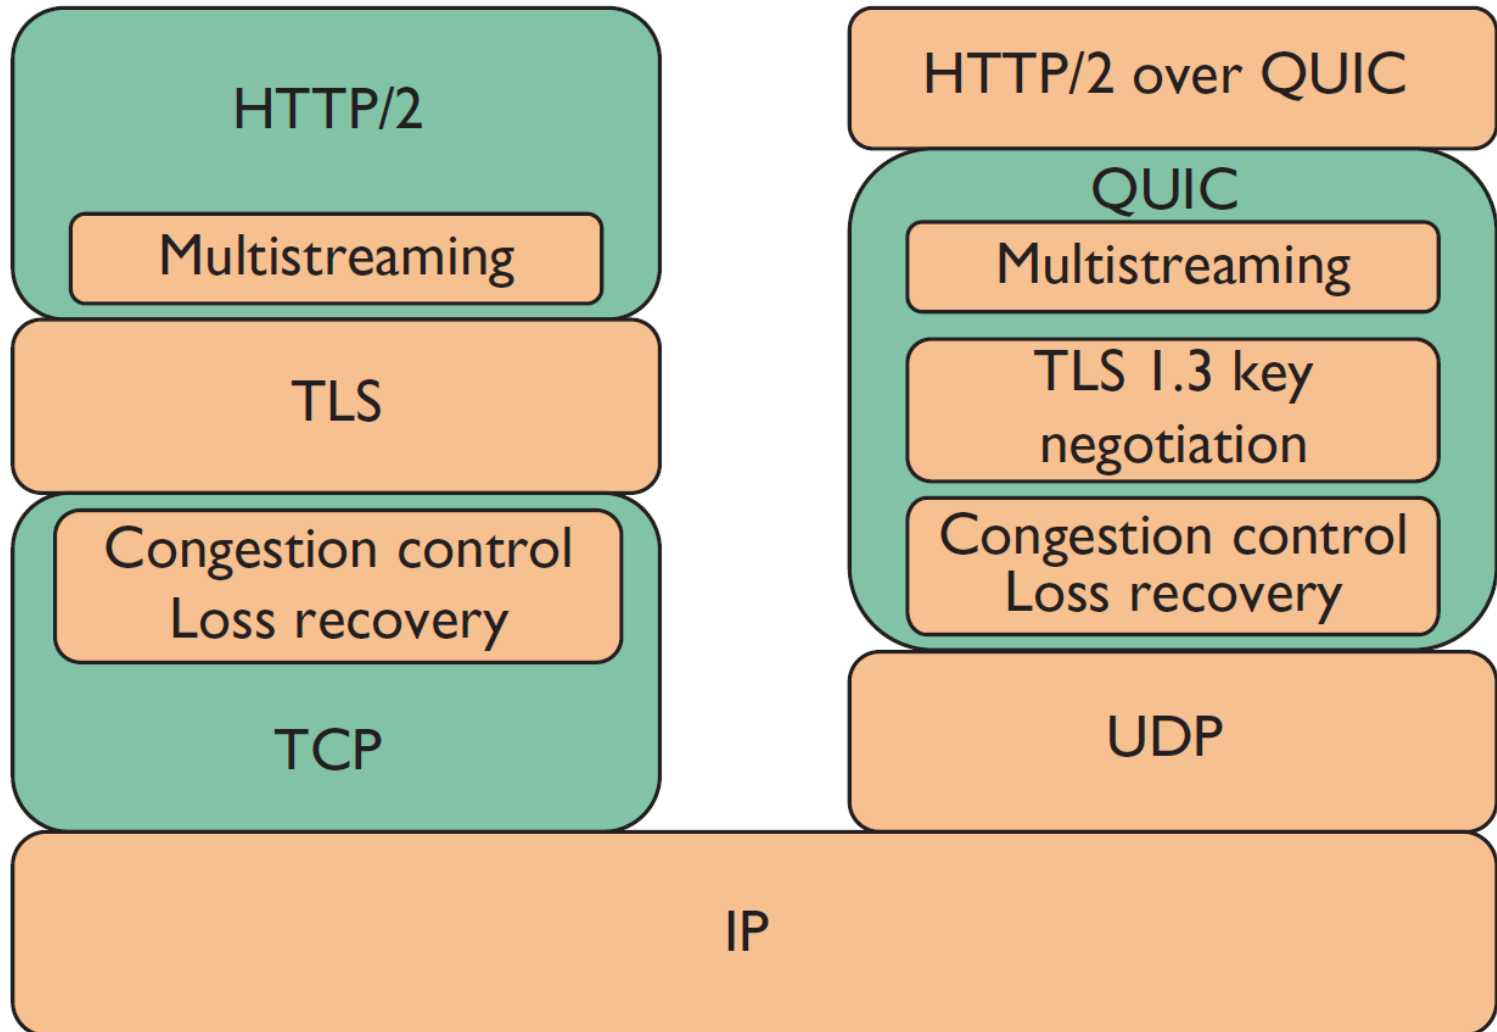 HTTP/2
Multistreaming
TLS
Congestion control
Loss recovery
TCP
HTTP/2 over QUIC
QUIC
Multistreaming
TLS 1.3 key
negotiation
Congestion control
Loss recovery
UDP
IP